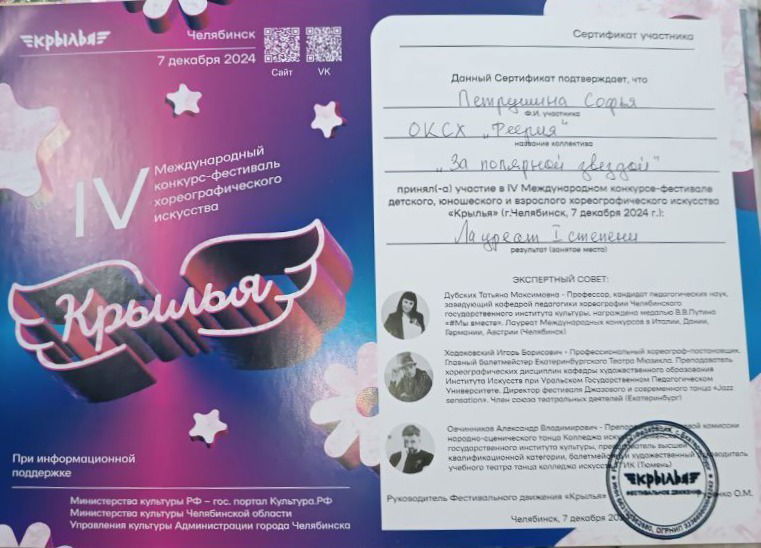 КРЫЛЬЯ
Челябинск
7 декабря 2024
Сайт
VK
IV Международный
конкурс-фестиваль
хореографического
искусства
Крылья
При информационной
поддержке
Министерства культуры РФ – гос. портал Культура.РФ
Министерства культуры Челябинской области
Управления культуры Администрации города Челябинска
Сертификат участника
Данный Сертификат подтверждает, что
Петрушина Софья
Ф.И. участника
ОКСХ „Феерия“
название коллектива
„За полярной звездой“
принял(-а) участие в IV Международном конкурсе-фестивале
детского, юношеского и взрослого хореографического искусства
«Крылья» (г.Челябинск, 7 декабря 2024 г.):
Лауреат I степени
результат (занятое место)
ЭКСПЕРТНЫЙ СОВЕТ:
Дубских Татьяна Максимовна - Профессор, кандидат педагогических наук,
заведующий кафедрой педагогики хореографии Челябинского
государственного института культуры, награждена медалью В.В.Путина
«#Мы вместе». Лауреат Международных конкурсов в Италии, Дании,
Германии, Австрии (Челябинск)
Ходаковский Игорь Борисович - Профессиональный хореограф-постановщик.
Главный балетмейстер Екатеринбургского Театра Мюзикла. Преподаватель
хореографических дисциплин кафедры художественного образования
Института Искусств при Уральском Государственном Педагогическом
Университете. Директор фестиваля Джазового и современного танца «Jazz
sensation». Член союза театральных деятелей (Екатеринбург)
Овчинников Александр Владимирович - комиссии
народно-сценического танца Колледжа
государственного института культуры, высшей
квалификационной категории, художественный руководитель
учебного театра танца колледжа (Тюмень)
Руководитель Фестивального движения «Крылья» О.М.
Челябинск, 7 декабря
КРЫЛЬЯ
ФЕСТИВАЛЬНОЕ ДВИЖЕНИЕ